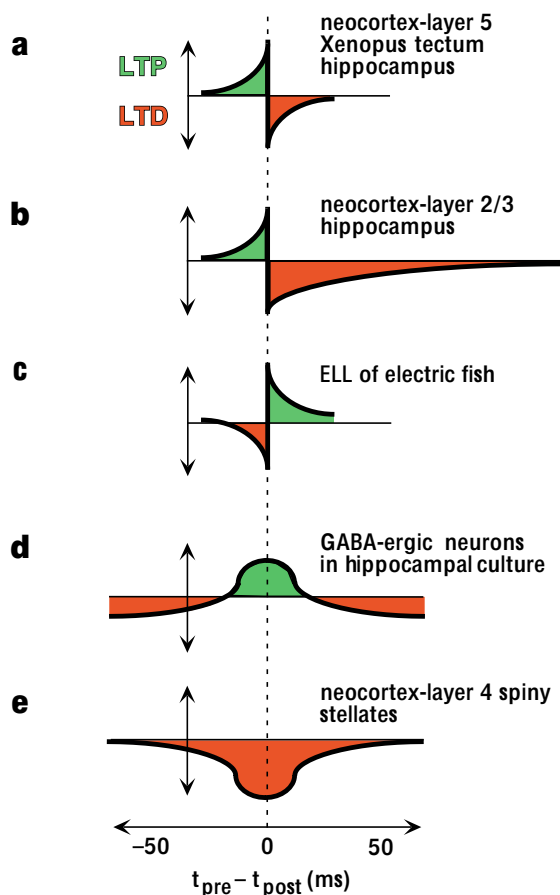 a
neocortex-layer 5
Xenopus tectum
hippocampus
LTP
LTD
b
neocortex-layer 2/3
hippocampus
c
ELL of electric fish
d
GABA-ergic neurons
in hippocampal culture
e
neocortex-layer 4 spiny
stellates
−50 0 50
tpre − tpost (ms)